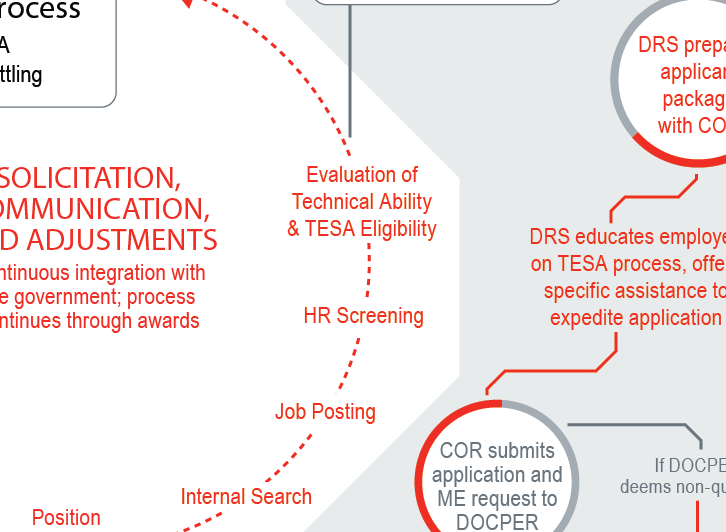 rocess
A
ttling
SOLICITATION,
OMMUNICATION,
D ADJUSTMENTS
ntinuous integration with
e government; process
ntinues through awards
Evaluation of
Technical Ability
& TESA Eligibility
HR Screening
Job Posting
Internal Search
Position
DRS prepa
applicar
packag
with CO
DRS educates employe
on TESA process, offe
specific assistance to
expedite application
COR submits
application and
ME request to
DOCPER
If DOCPE
deems non-qu